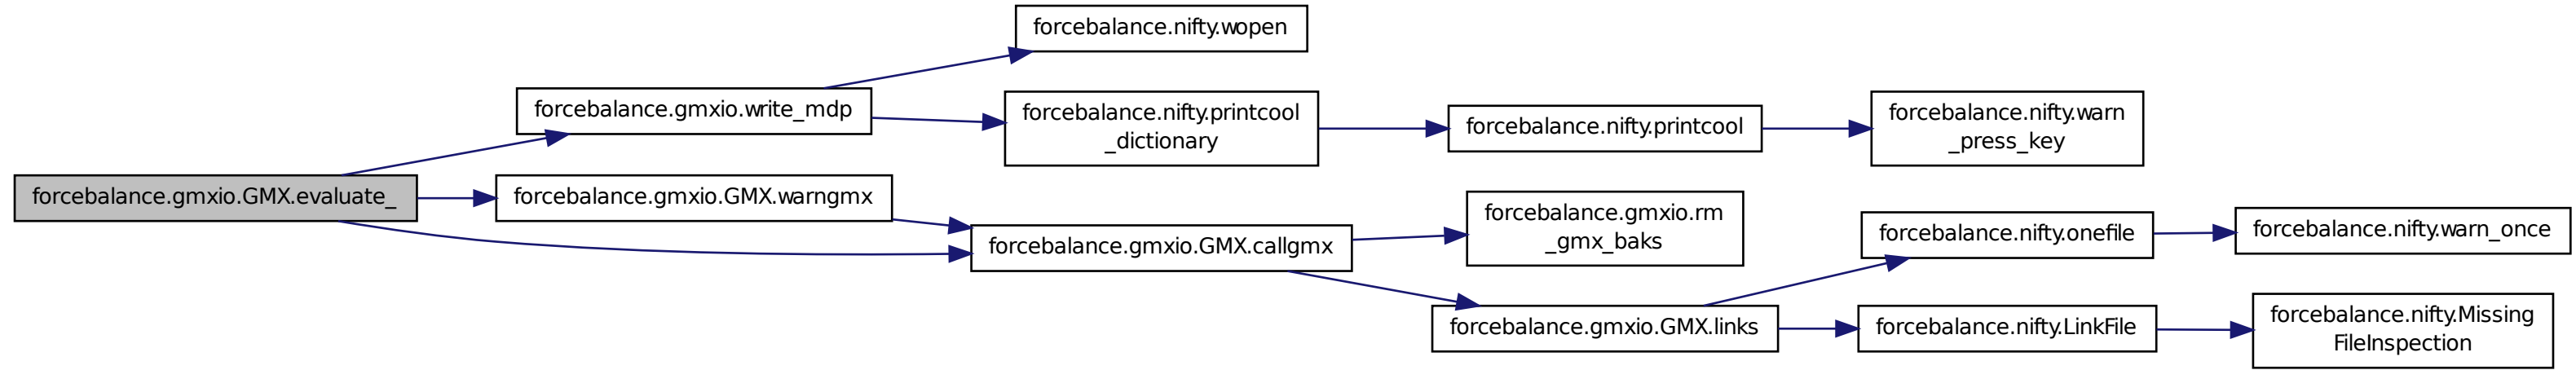 forcebalance.gmxio.GMX.evaluate_
forcebalance.gmxio.write_mdp
forcebalance.gmxio.GMX.warngmx
forcebalance.nifty.wopen
forcebalance.nifty.printcool
_dictionary
forcebalance.gmxio.GMX.callgmx
forcebalance.nifty.printcool
forcebalance.gmxio.rm
_gmx_baks
forcebalance.gmxio.GMX.links
forcebalance.nifty.warn
_press_key
forcebalance.nifty.onefile
forcebalance.nifty.LinkFile
forcebalance.nifty.warn_once
forcebalance.nifty.Missing
FileInspection